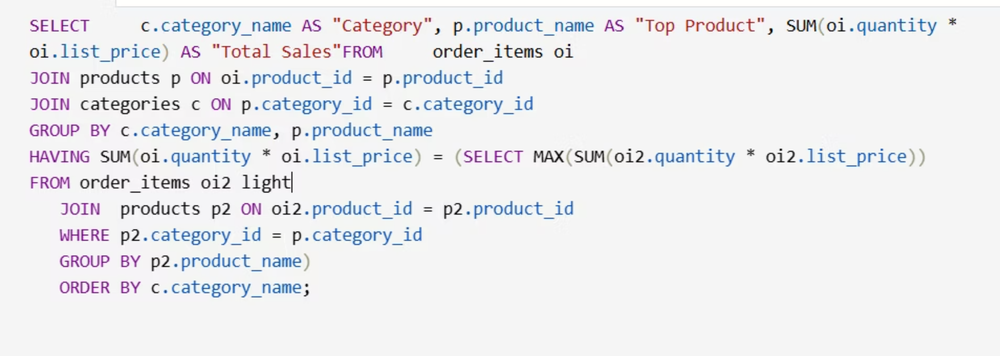 SELECT     c.category_name AS "Category", p.product_name AS "Top Product", SUM(oi.quantity *
oi.list_price) AS "Total Sales"FROM     order_items oi
JOIN products p ON oi.product_id = p.product_id
JOIN categories c ON p.category_id = c.category_id
GROUP BY c.category_name, p.product_name
HAVING SUM(oi.quantity * oi.list_price) = (SELECT MAX(SUM(oi2.quantity * oi2.list_price))
FROM order_items oi2 light
   JOIN  products p2 ON oi2.product_id = p2.product_id
   WHERE p2.category_id = p.category_id
   GROUP BY p2.product_name)
   ORDER BY c.category_name;